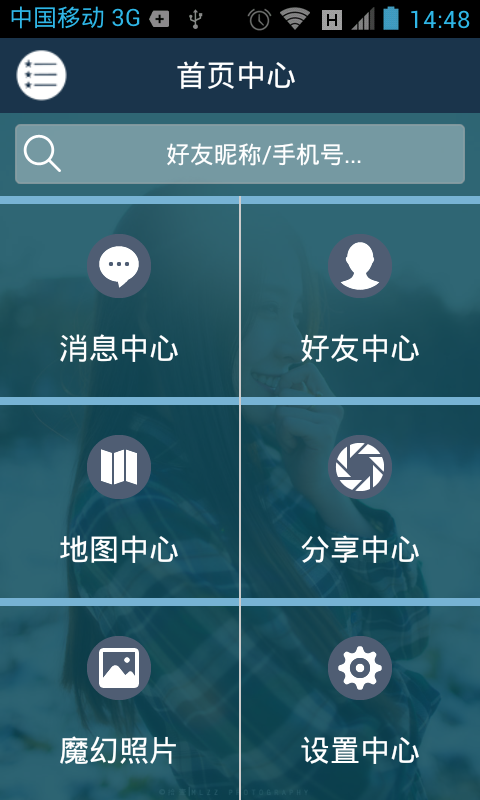 中国移动 3G
H
14:48
首页中心
好友昵称/手机号...
消息中心
好友中心
地图中心
分享中心
魔幻照片
设置中心